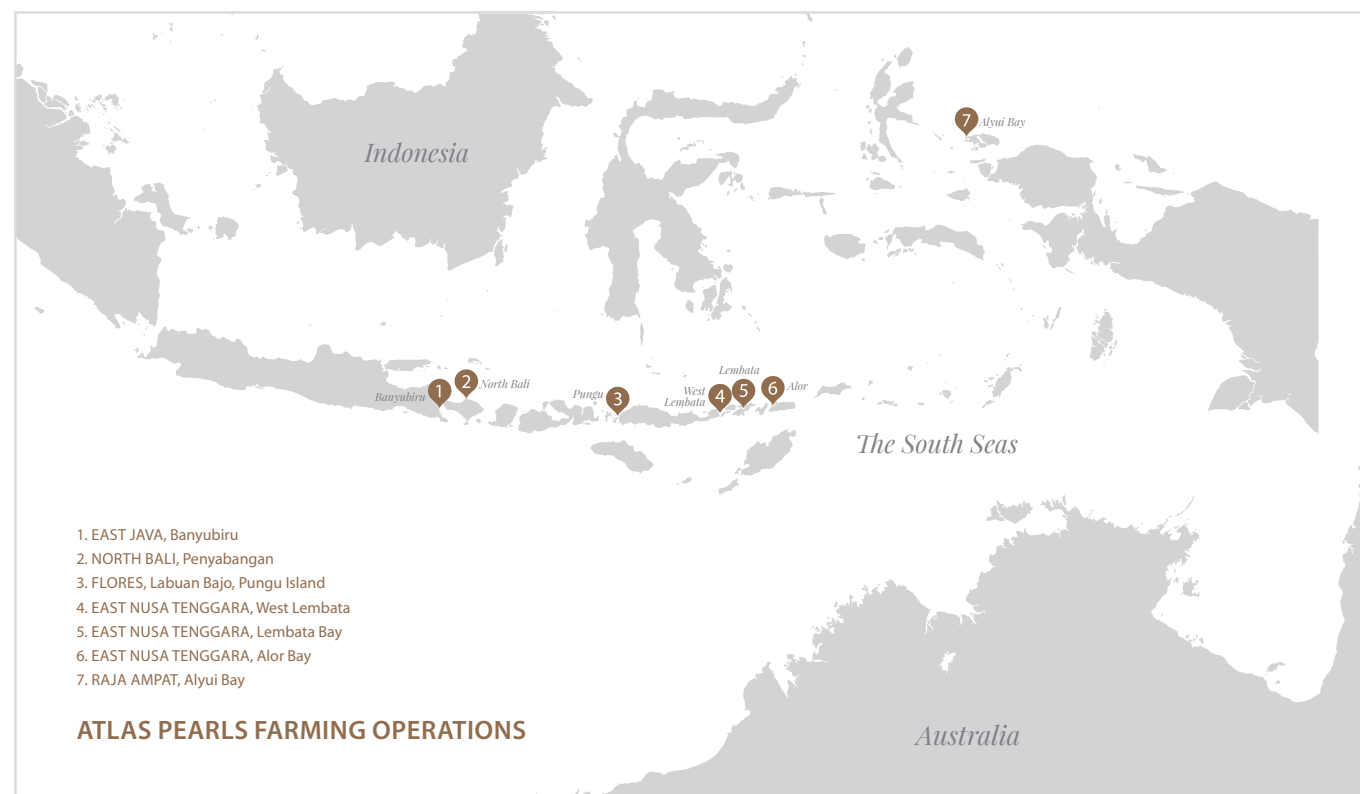 Indonesia
7
Alyui Bay
Lembata
1
Banyubiru
2
North Bali
Pungu
3
West
Lembata
4
5
6
Alor
The South Seas
1. EAST JAVA, Banyubiru
2. NORTH BALI, Penyabangan
3. FLORES, Labuan Bajo, Pungu Island
4. EAST NUSA TENGGARA, West Lembata
5. EAST NUSA TENGGARA, Lembata Bay
6. EAST NUSA TENGGARA, Alor Bay
7. RAJA AMPAT, Alyui Bay
ATLAS PEARLS FARMING OPERATIONS
Australia